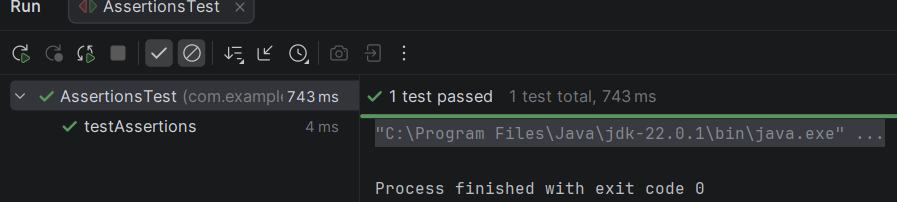 Run AssertionsTest
AssertionsTest (com.example 743 ms
testAssertions 4 ms
1 test passed 1 test total, 743 ms
"C:\Program Files\Java\jdk-22.0.1\bin\java.exe" ...
Process finished with exit code 0